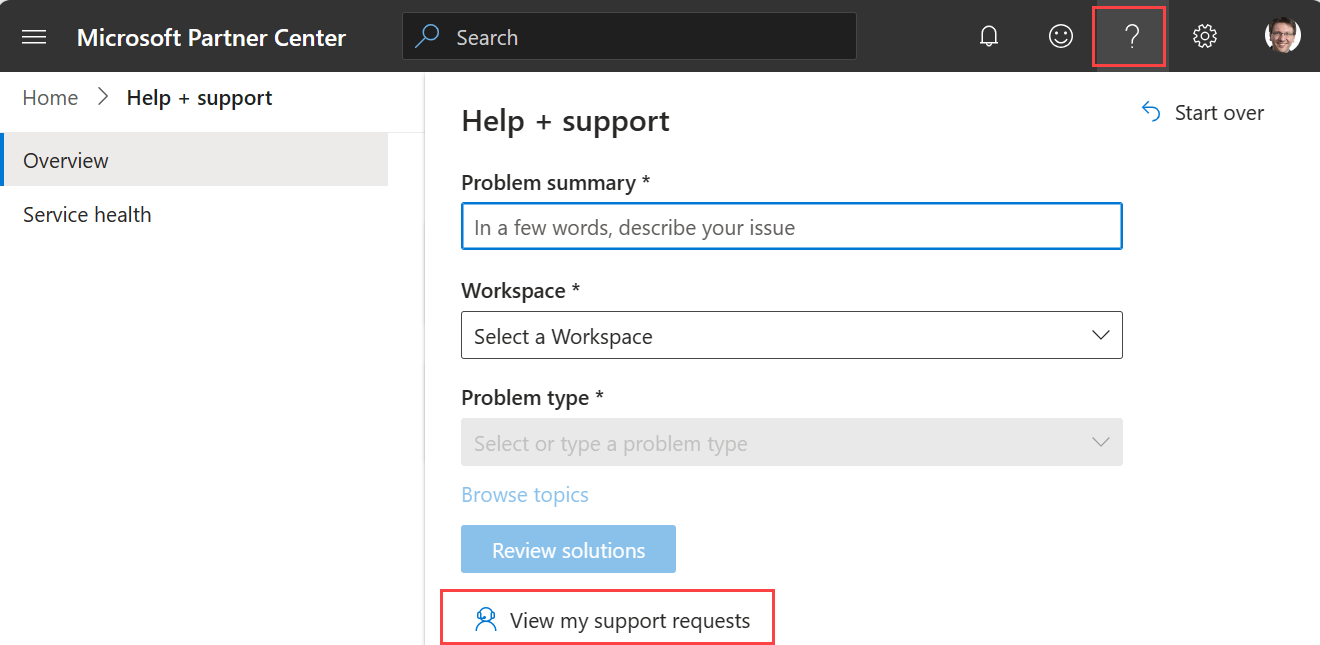 Microsoft Partner Center
Search
?
Home > Help + support
Overview
Service health
Help + support
Start over
Problem summary *
In a few words, describe your issue
Workspace *
Select a Workspace
Problem type *
Select or type a problem type
Browse topics
Review solutions
View my support requests